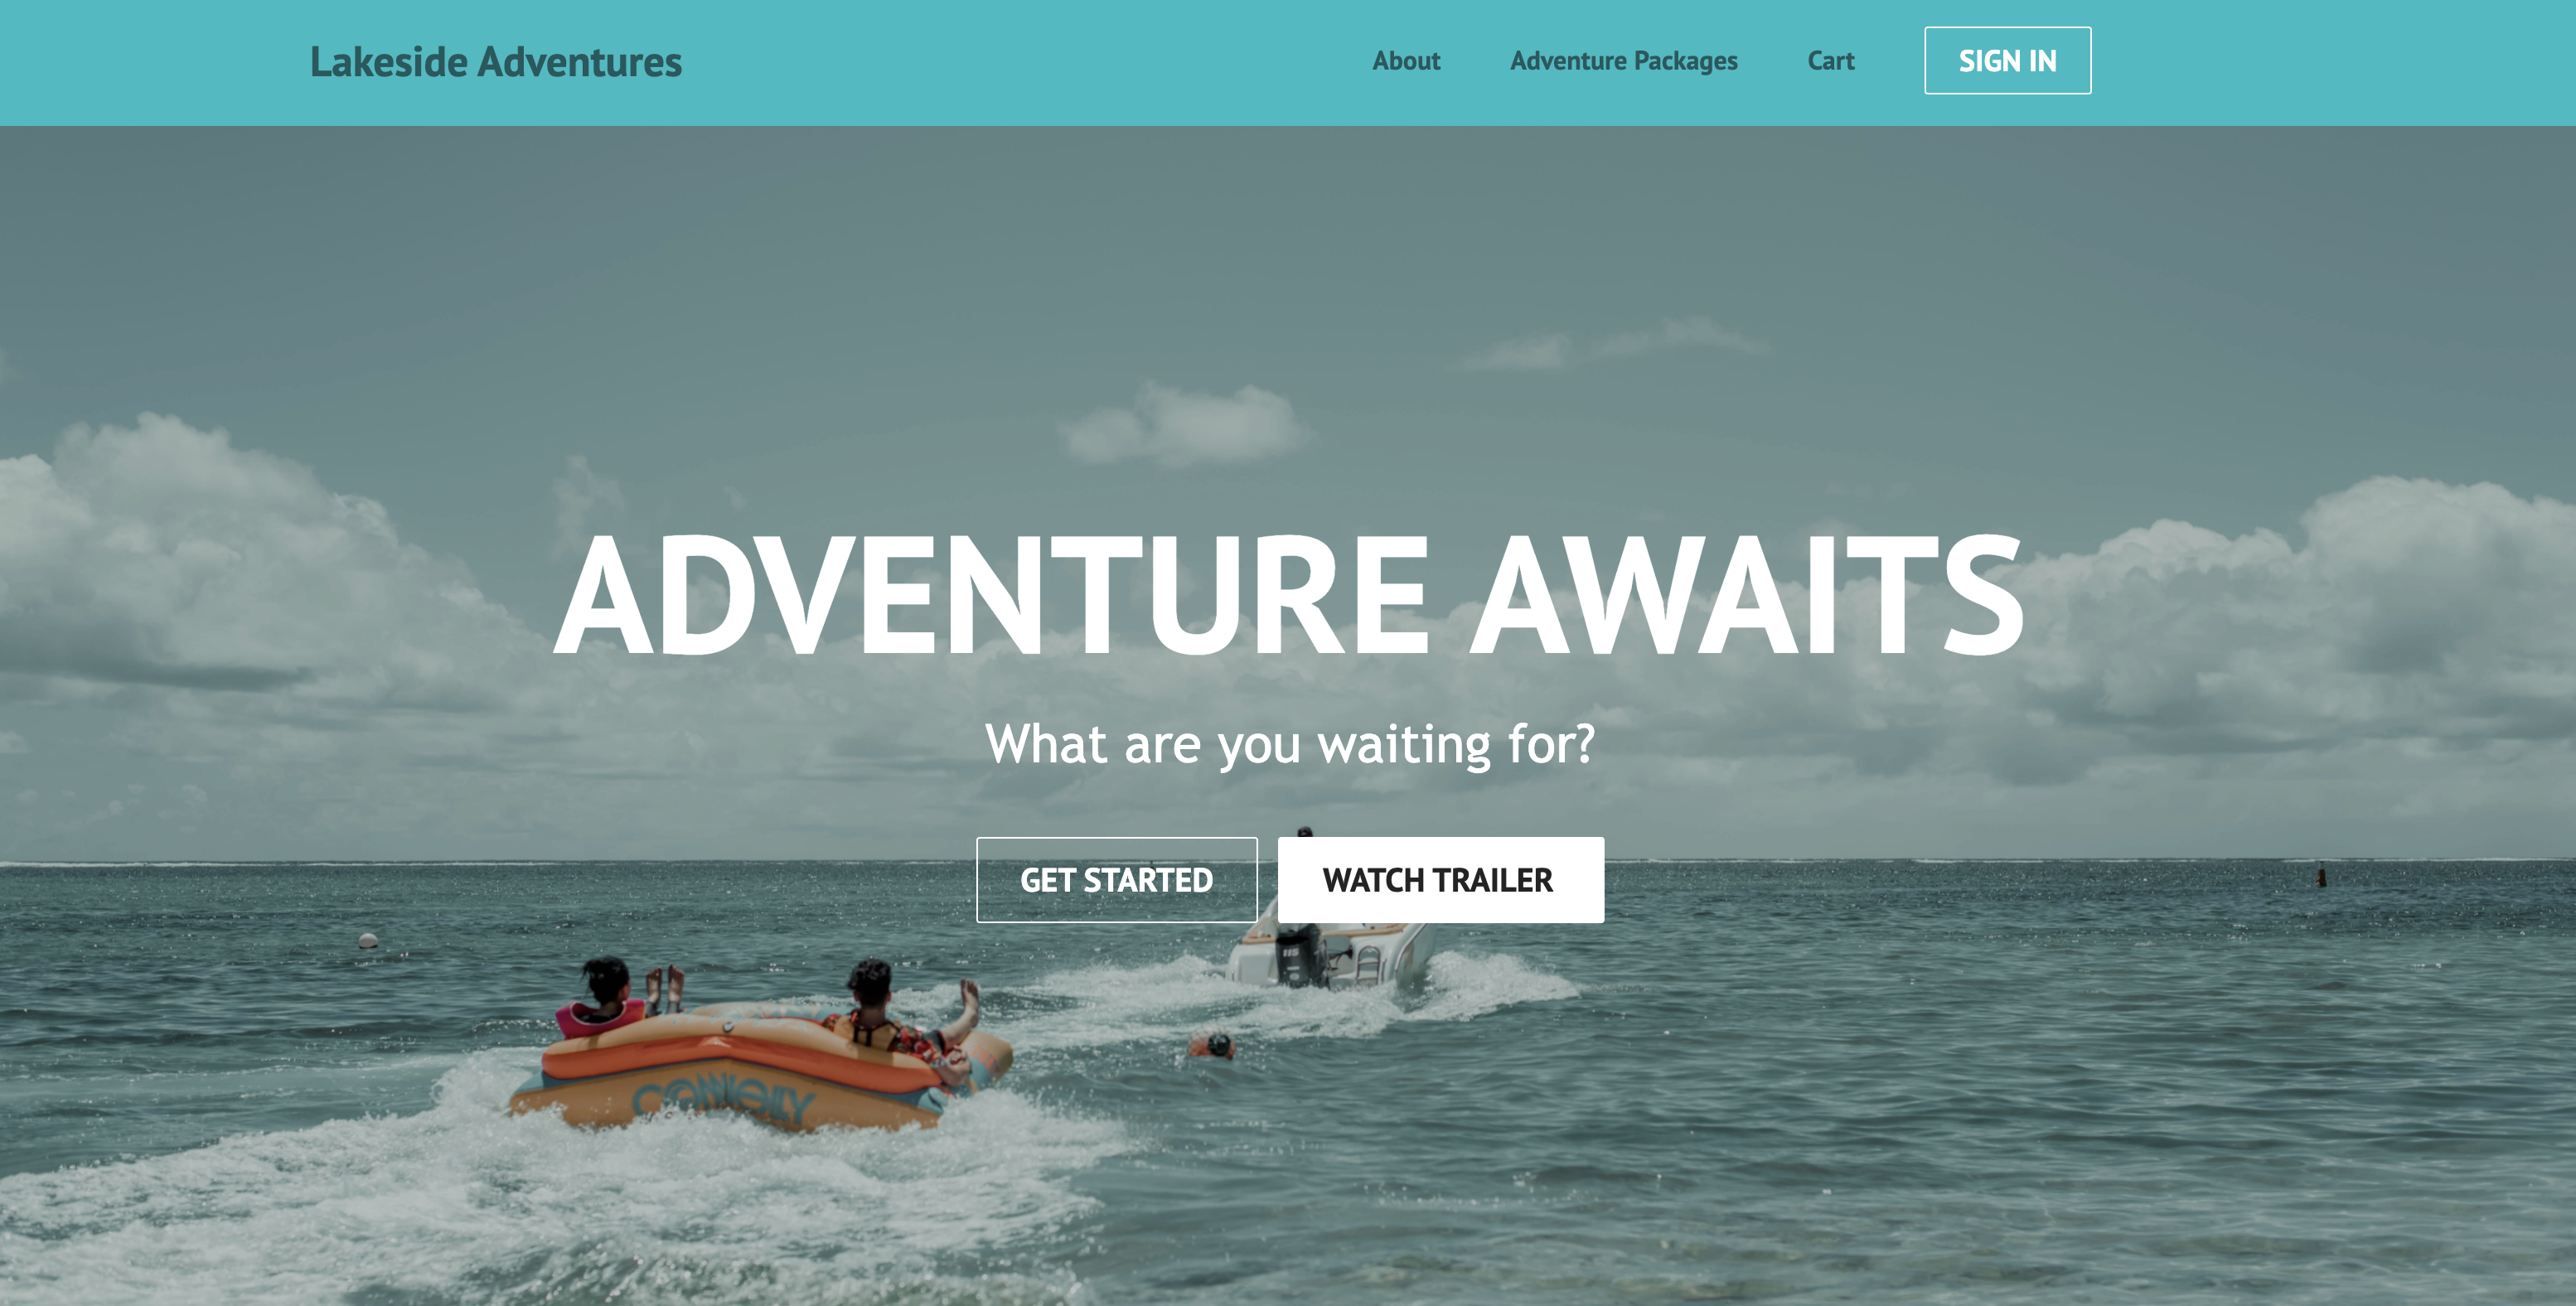 Lakeside Adventures
About Adventure Packages Cart SIGN IN
ADVENTURE AWAITS
What are you waiting for?
GET STARTED WATCH TRAILER
115
CONNELLY